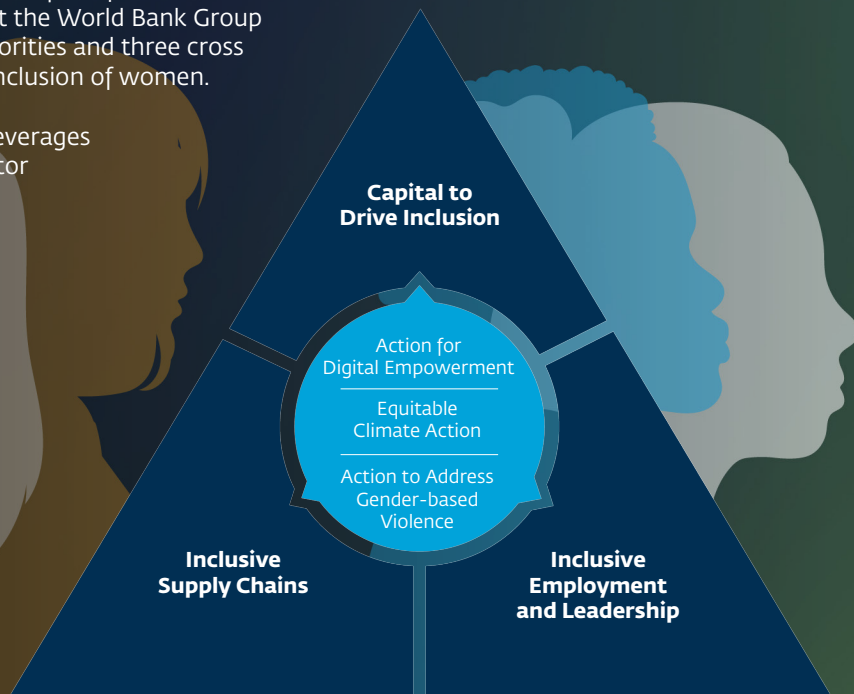 t the World Bank Group
orities and three cross
nclusion of women.
everages
tor
Capital to
Drive Inclusion
Action for
Digital Empowerment
Equitable
Climate Action
Action to Address
Gender-based
Violence
Inclusive
Supply Chains
Inclusive
Employment
and Leadership